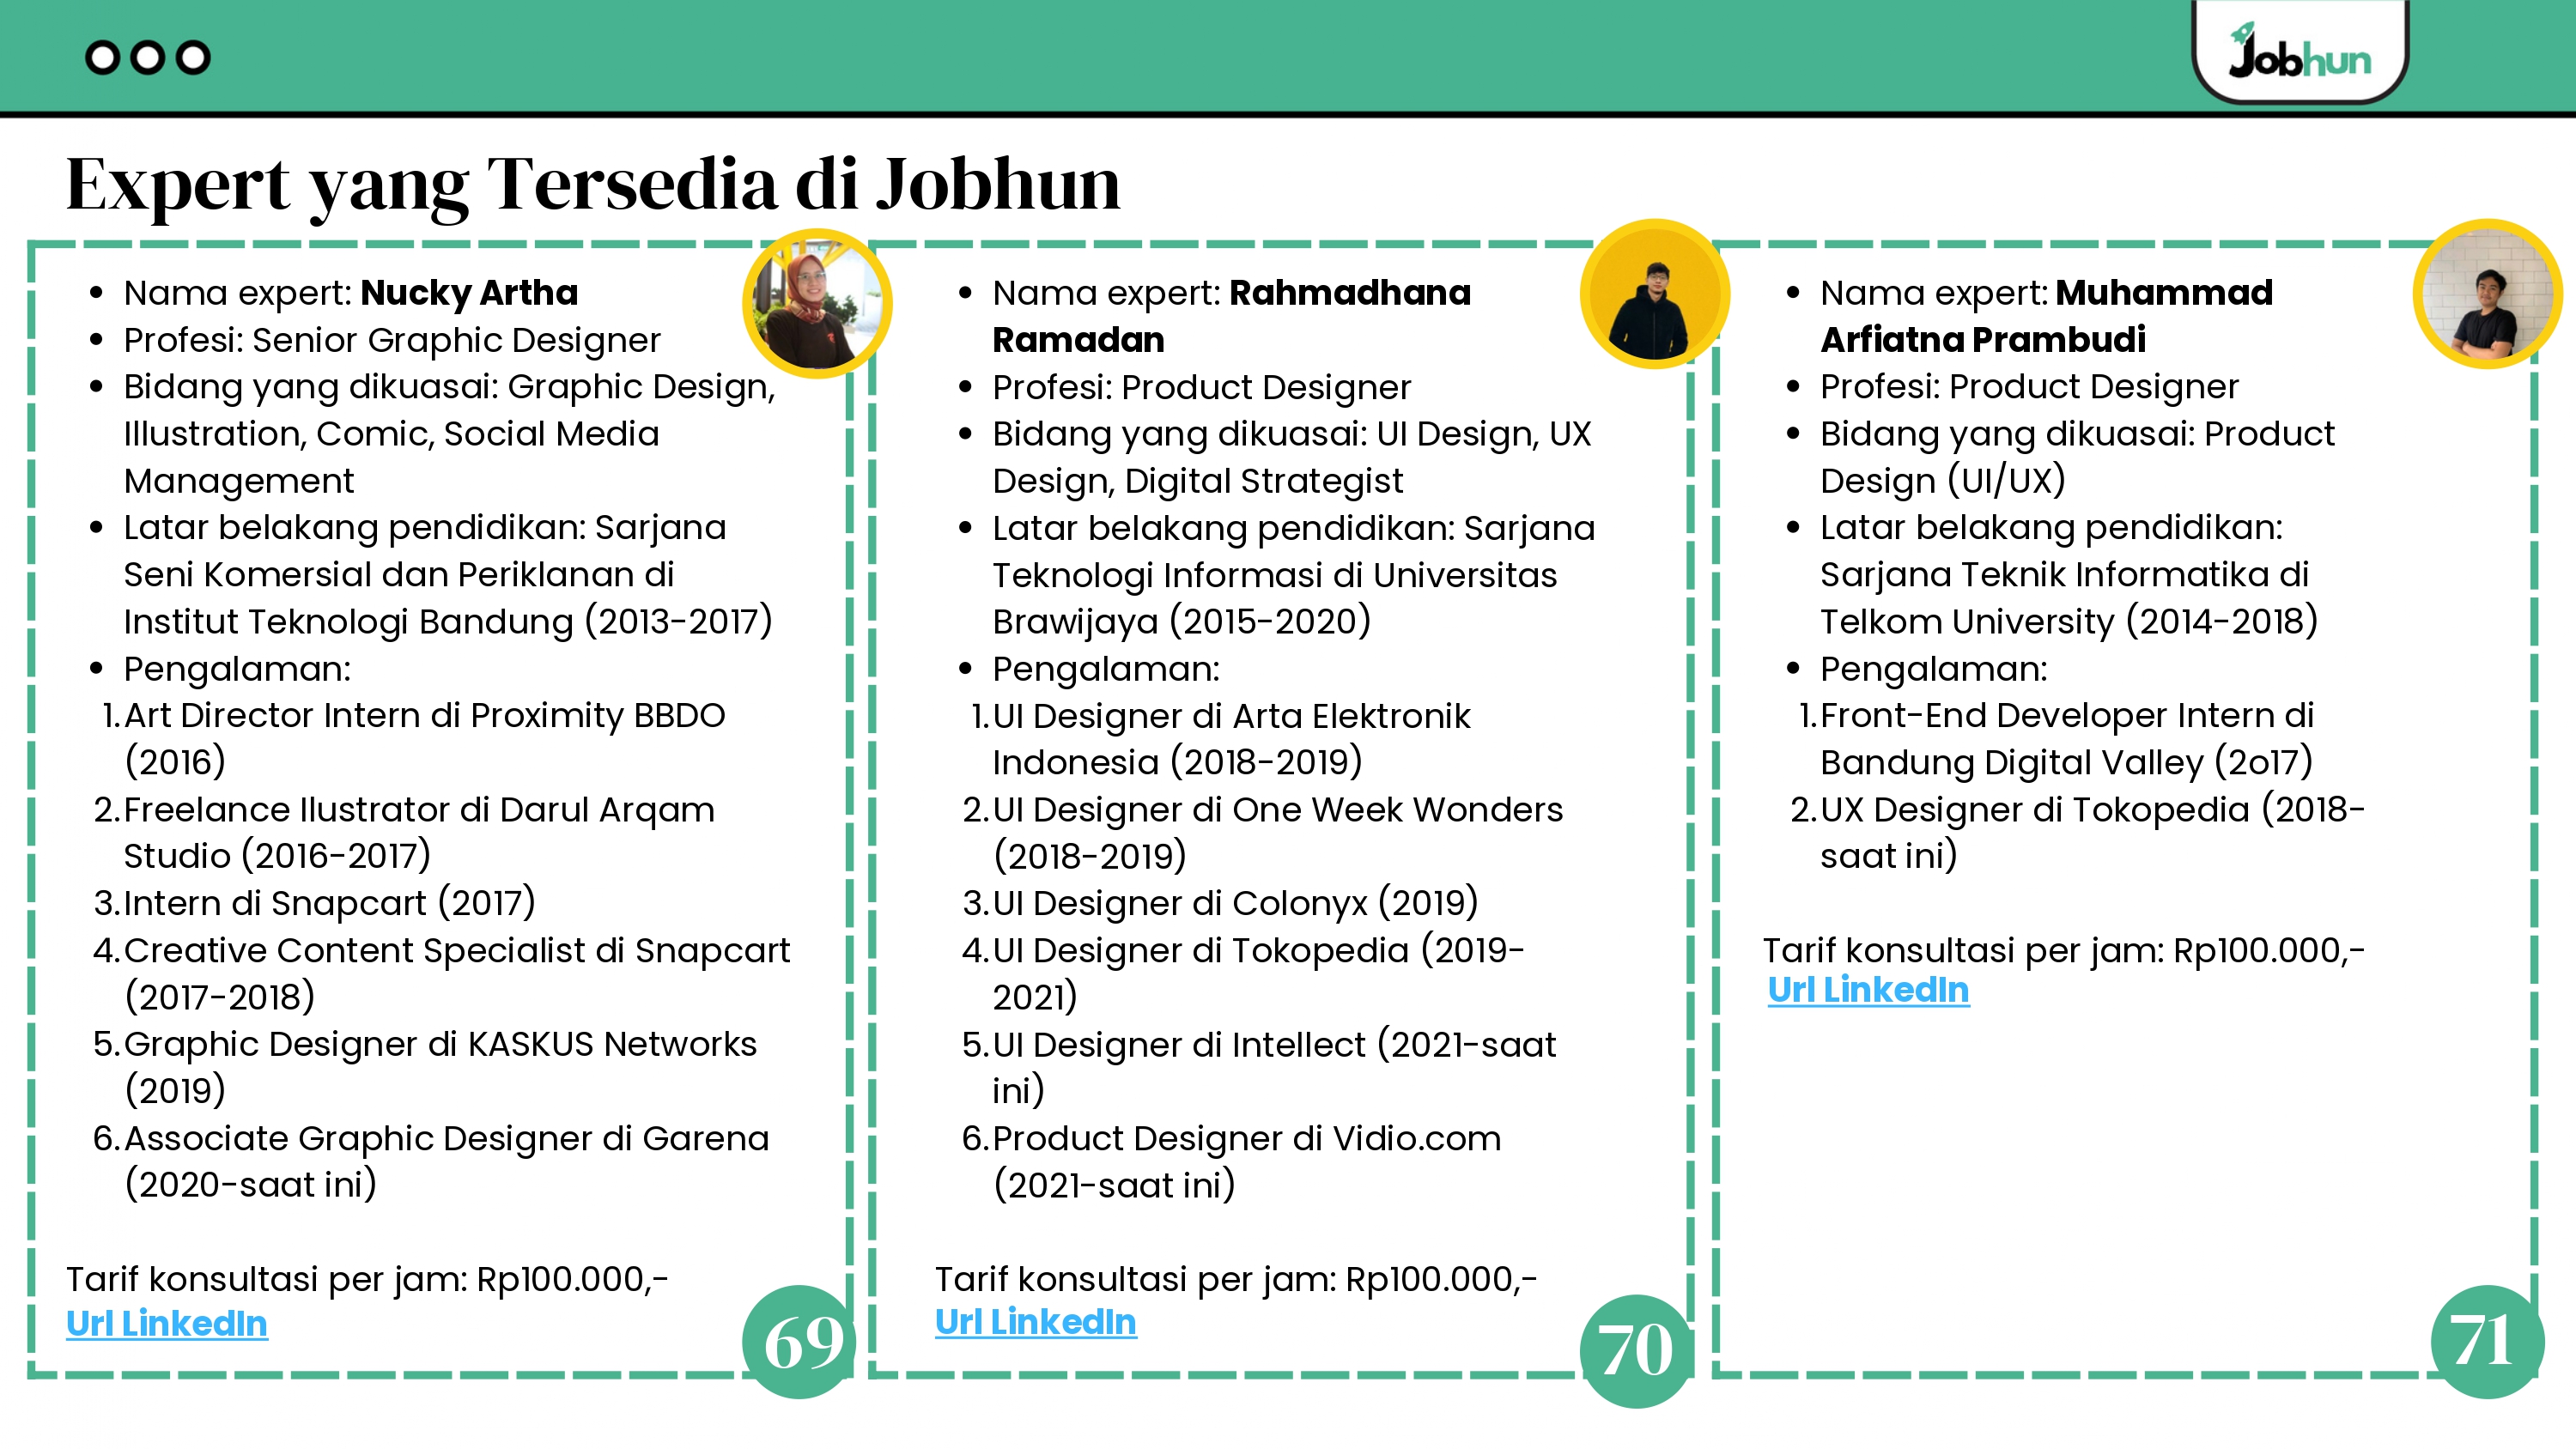 Jobhun
Expert yang Tersedia di Jobhun
• Nama expert: Nucky Artha
• Profesi: Senior Graphic Designer
• Bidang yang dikuasai: Graphic Design,
Illustration, Comic, Social Media
Management
• Latar belakang pendidikan: Sarjana
Seni Komersial dan Periklanan di
Institut Teknologi Bandung (2013-2017)
• Pengalaman:
1. Art Director Intern di Proximity BBDO
(2016)
2. Freelance Ilustrator di Darul Arqam
Studio (2016-2017)
3. Intern di Snapcart (2017)
4. Creative Content Specialist di Snapcart
(2017-2018)
5. Graphic Designer di KASKUS Networks
(2019)
6. Associate Graphic Designer di Garena
(2020-saat ini)
Tarif konsultasi per jam: Rp100.000,-
Url LinkedIn
69
• Nama expert: Rahmadhana
Ramadan
• Profesi: Product Designer
• Bidang yang dikuasai: UI Design, UX
Design, Digital Strategist
• Latar belakang pendidikan: Sarjana
Teknologi Informasi di Universitas
Brawijaya (2015-2020)
• Pengalaman:
1. UI Designer di Arta Elektronik
Indonesia (2018-2019)
2. UI Designer di One Week Wonders
(2018-2019)
3. UI Designer di Colonyx (2019)
4. UI Designer di Tokopedia (2019-
2021)
5. UI Designer di Intellect (2021-saat
ini)
6. Product Designer di Vidio.com
(2021-saat ini)
Tarif konsultasi per jam: Rp100.000,-
Url LinkedIn
70
• Nama expert: Muhammad
Arfiatna Prambudi
• Profesi: Product Designer
• Bidang yang dikuasai: Product
Design (UI/UX)
• Latar belakang pendidikan:
Sarjana Teknik Informatika di
Telkom University (2014-2018)
• Pengalaman:
1. Front-End Developer Intern di
Bandung Digital Valley (2o17)
2. UX Designer di Tokopedia (2018-
saat ini)
Tarif konsultasi per jam: Rp100.000,-
Url LinkedIn
71